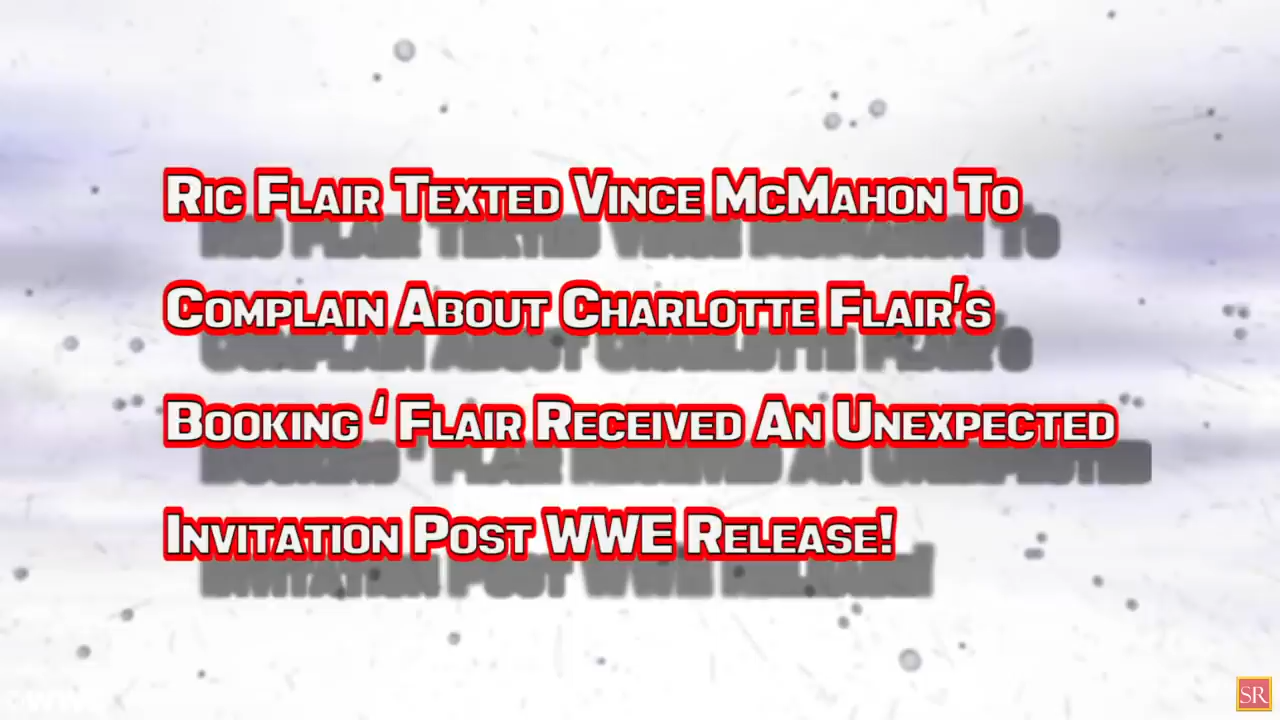 Ric Flair Texted Vince McMahon To
Complain About Charlotte Flair's
Booking ‘ Flair Received An Unexpected
Invitation Post WWE Release!
SR